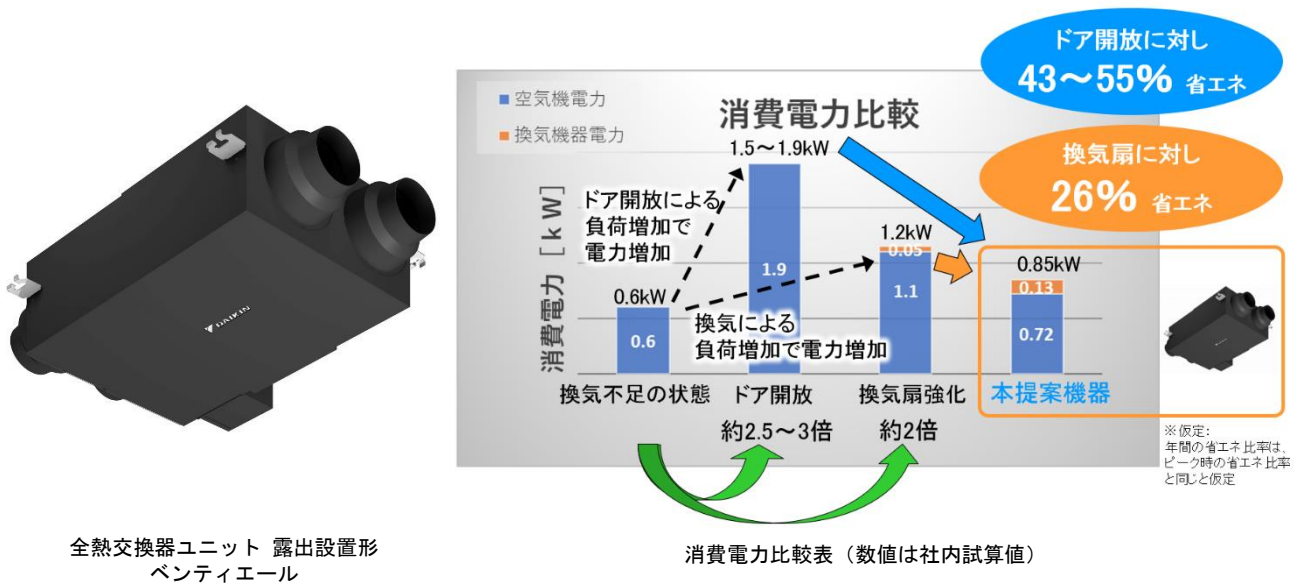 ドア開放に対し
43～55% 省エネ
換気扇に対し
26% 省エネ
空気機電力
換気機器電力
消費電力比較
消費電力 [kW]
1.5～1.9kW
ドア開放による
負荷増加で
電力増加
1.2kW
0.05
0.85kW
0.13
1.9
1.1
0.6kW
0.6
換気による
負荷増加で電力増加
0.72
換気不足の状態
ドア開放
換気扇強化
本提案機器
約2.5～3倍
約2倍
※仮定:
年間の省エネ比率は、
ピーク時の省エネ比率
と同じと仮定
DAIKIN
全熱交換器ユニット 露出設置形
ベンティエール
消費電力比較表（数値は社内試算値）